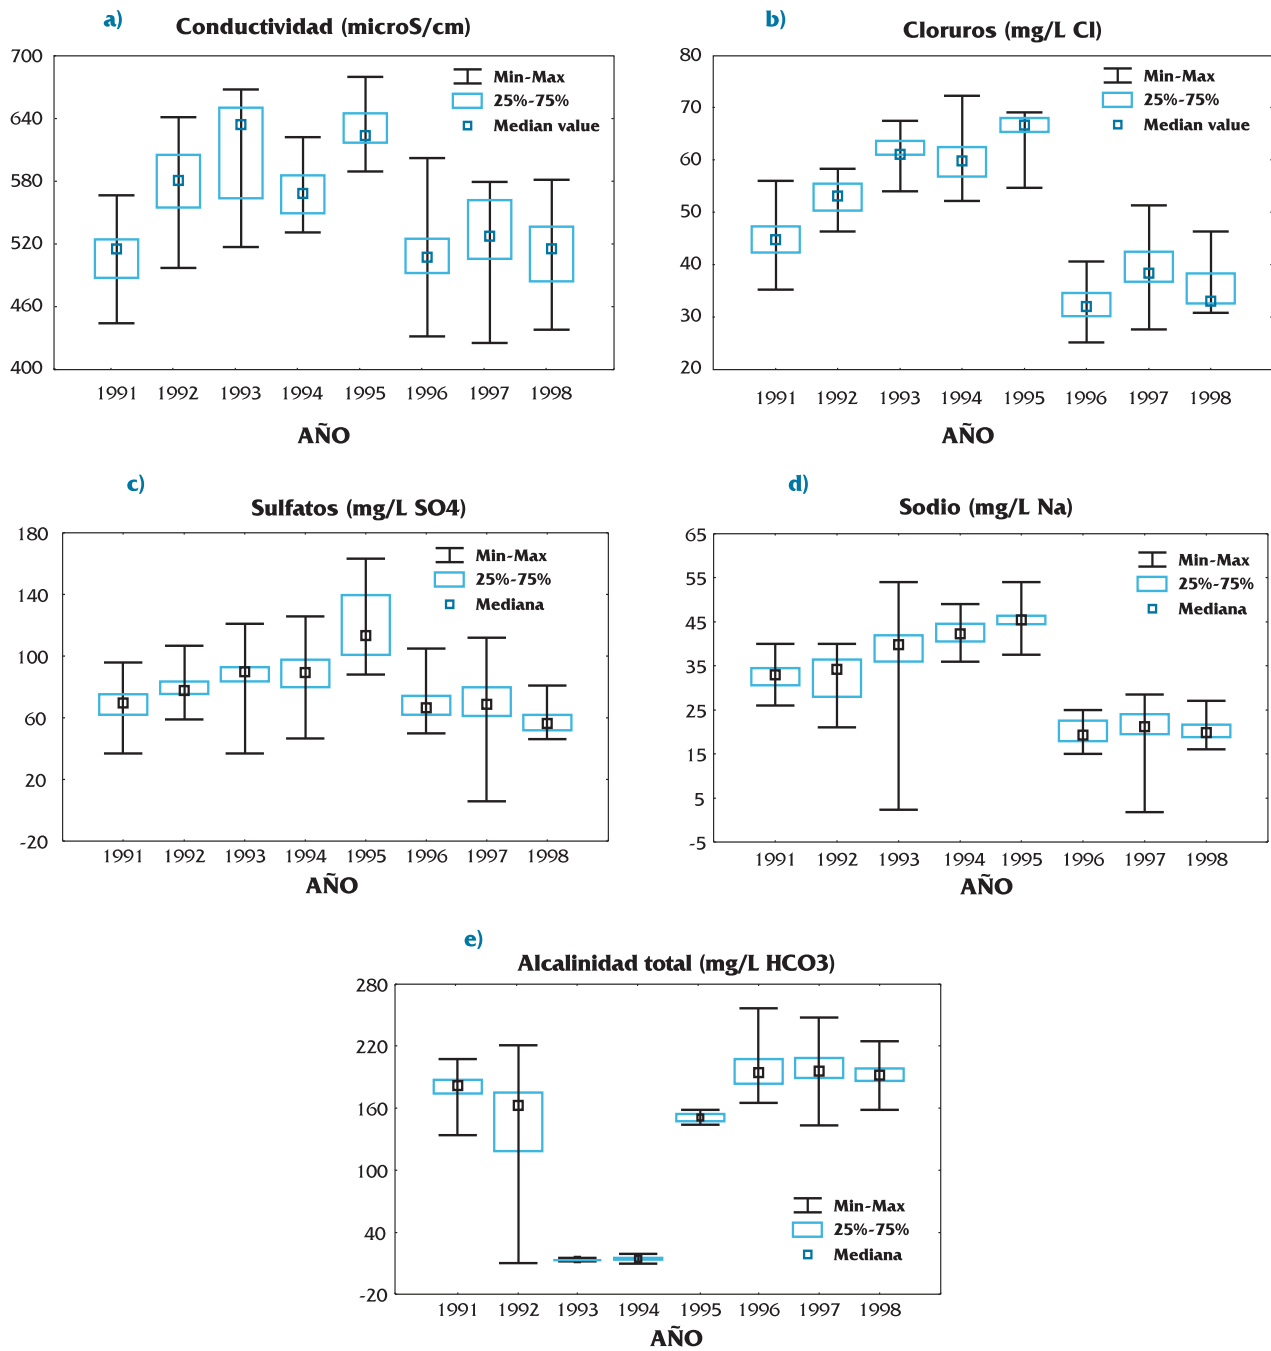 a)
Conductividad (microS/cm)
700
640
580
520
460
400
Min-Max
25%-75%
Median value
1991 1992 1993 1994 1995 1996 1997 1998
AÑO
b)
Cloruros (mg/L Cl)
80
70
60
50
40
30
20
Min-Max
25%-75%
Median value
1991 1992 1993 1994 1995 1996 1997 1998
AÑO
c)
Sulfatos (mg/L SO4)
180
140
100
60
20
-20
Min-Max
25%-75%
Mediana
1991 1992 1993 1994 1995 1996 1997 1998
AÑO
d)
Sodio (mg/L Na)
65
55
45
35
25
15
5
-5
Min-Max
25%-75%
Mediana
1991 1992 1993 1994 1995 1996 1997 1998
AÑO
e)
Alcalinidad total (mg/L HCO3)
280
220
160
100
40
-20
Min-Max
25%-75%
Mediana
1991 1992 1993 1994 1995 1996 1997 1998
AÑO